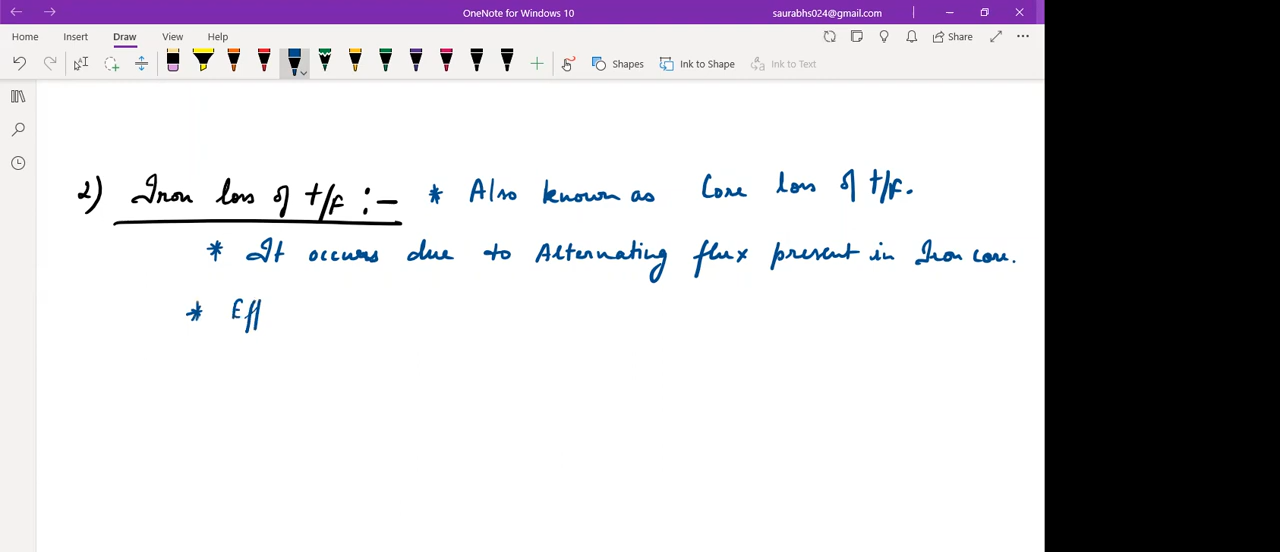 OneNote for Windows 10
saurabhs024@gmail.com
Home Insert Draw View Help
Share
Shapes Ink to Shape Ink to Text
2) Iron loss of t/F :- * Also known as Core loss of t/F.
* It occurs due to Alternating flux present in Iron core.
* Eff